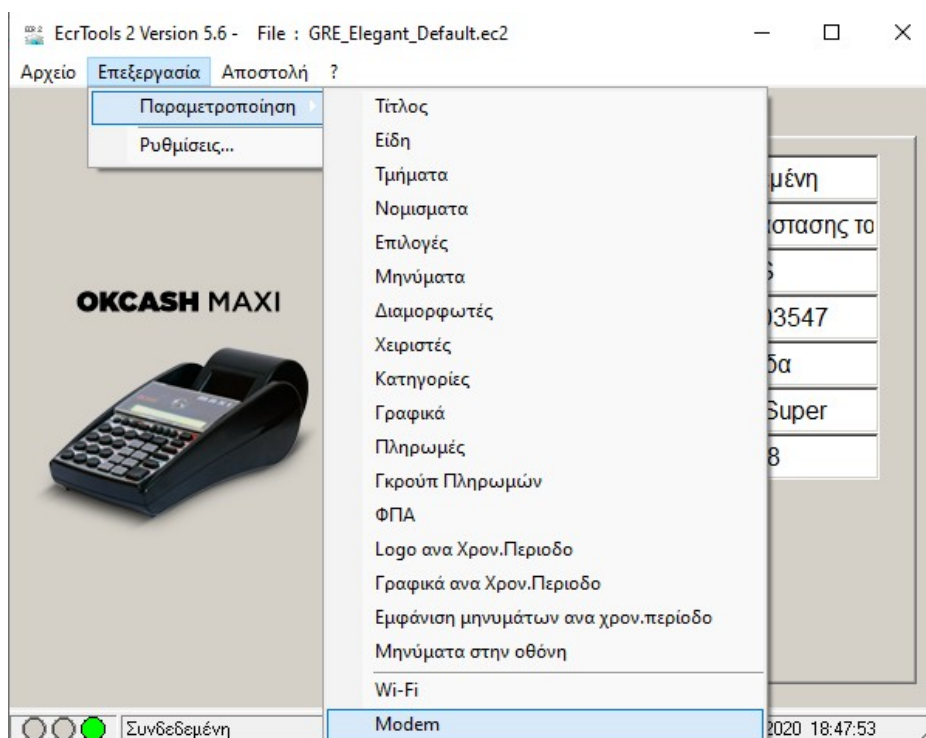 EcrTools 2 Version 5.6 - File : GRE_Elegant_Default.ec2
Αρχείο Επεξεργασία Αποστολή ?
Παραμετροποίηση
Ρυθμίσεις...
Τίτλος
Είδη
Τμήματα
Νομισματα
Επιλογές
Μηνύματα
Διαμορφωτές
Χειριστές
Κατηγορίες
Γραφικά
Πληρωμές
Γκρούπ Πληρωμών
ΦΠΑ
Logo ανα Χρον.Περιοδο
Γραφικά ανα Χρον.Περιοδο
Εμφάνιση μηνυμάτων ανα χρον.περίοδο
Μηνύματα στην οθόνη
Wi-Fi
Modem
OKCASH MAXI
MAXI
μένη
στασης το
S
03547
δα
Super
8
Συνδεδεμένη
2020 18:47:53